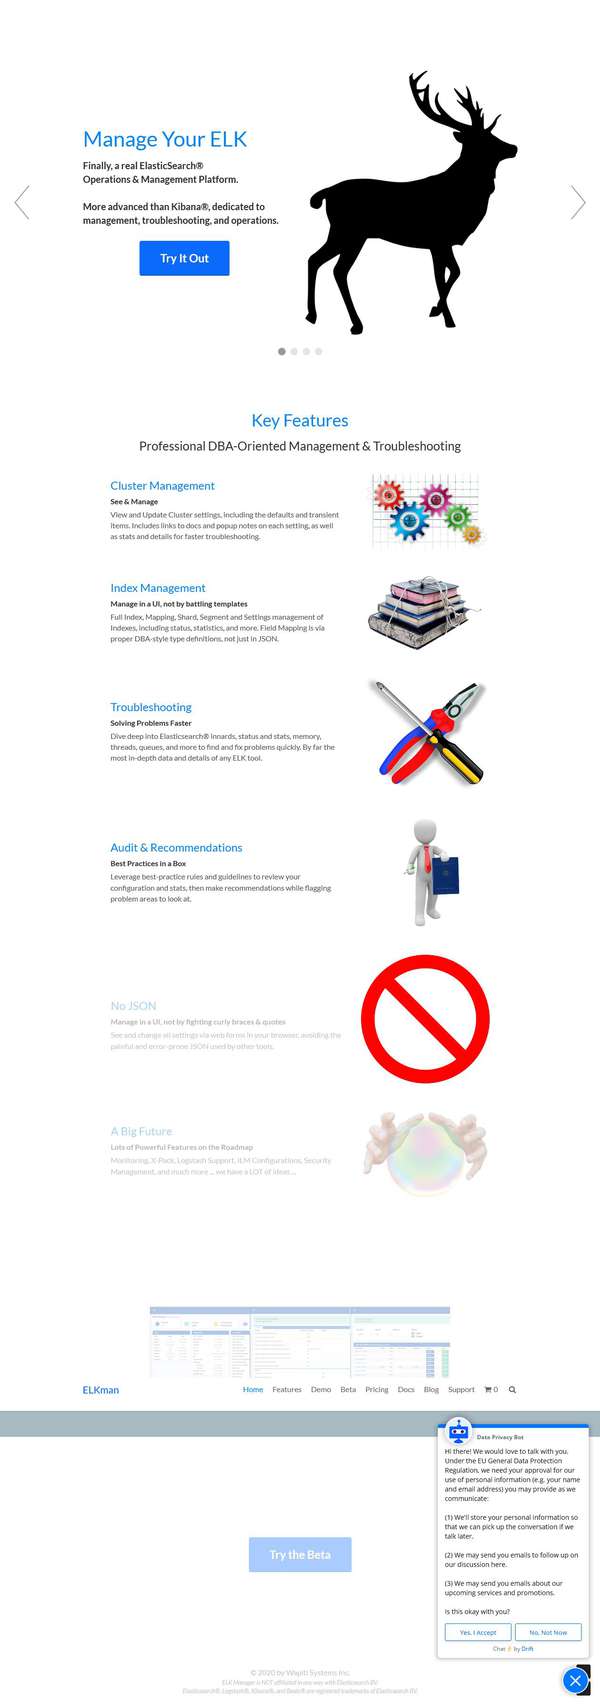 Manage Your ELK
Finally, a real ElasticSearch®
Operations & Management Platform.
More advanced than Kibana®, dedicated to
management, troubleshooting, and operations.
Try It Out
Key Features
Professional DBA-Oriented Management & Troubleshooting
Cluster Management
See & Manage
View and Update Cluster settings, including the defaults and transient
items. Includes links to docs and popup notes on each setting, as well
as stats and details for faster troubleshooting.
Index Management
Manage in a UI, not by battling templates
Full Index, Mapping, Shard, Segment and Settings management of
Indexes, including status, statistics, and more. Field Mapping is via
proper DBA-style type definitions, not just in JSON.
Troubleshooting
Solving Problems Faster
Dive deep into Elasticsearch® innards, status and stats, memory,
threads, queues, and more to find and fix problems quickly. By far the
most in-depth data and details of any ELK tool.
Audit & Recommendations
Best Practices in a Box
Leverage best-practice rules and guidelines to review your
configuration and stats, then make recommendations while flagging
problem areas to look at.
No JSON
Manage in a UI, not by fighting curly braces & quotes
See and change all settings via web forms in your browser, avoiding the
painful and error-prone JSON used by other tools.
A Big Future
Lots of Powerful Features on the Roadmap
Monitoring, X-Pack, Logstash Support, ILM Configurations, Security
Management, and much more ... we have a LOT of ideas ...
ELKman
Home Features Demo Beta Pricing Docs Blog Support 0
Data Privacy Bot
Hi there! We would love to talk with you.
Under the EU General Data Protection
Regulation, we need your approval for our
use of personal information (e.g. your name
and email address) you may provide as we
communicate:
(1) We'll store your personal information so
that we can pick up the conversation if we
talk later.
(2) We may send you emails to follow up on
our discussion here.
(3) We may send you emails about our
upcoming services and promotions.
Is this okay with you?
Yes, I Accept
No, Not Now
Chat ⚡ by Drift
Try the Beta
© 2020 by Wapiti Systems Inc.
ELK Manager is NOT affiliated in any way with Elasticsearch BV.
Elasticsearch®, Logstash®, Kibana®, and Beats® are registered trademarks of Elasticsearch BV.